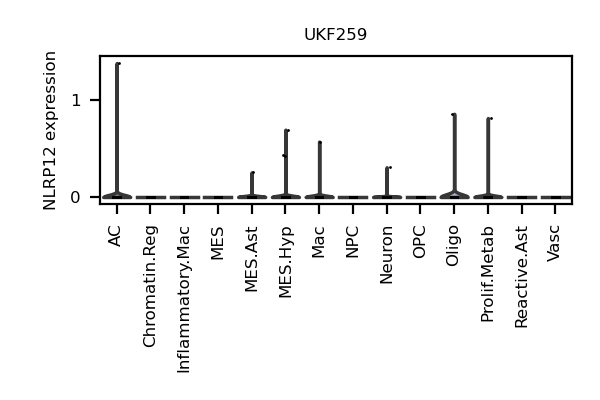 UKF259
NLRP12 expression
1
0
AC
Chromatin.Reg
Inflammatory.Mac
MES
MES.Ast
MES.Hyp
Mac
NPC
Neuron
OPC
Oligo
Prolif.Metab
Reactive.Ast
Vasc